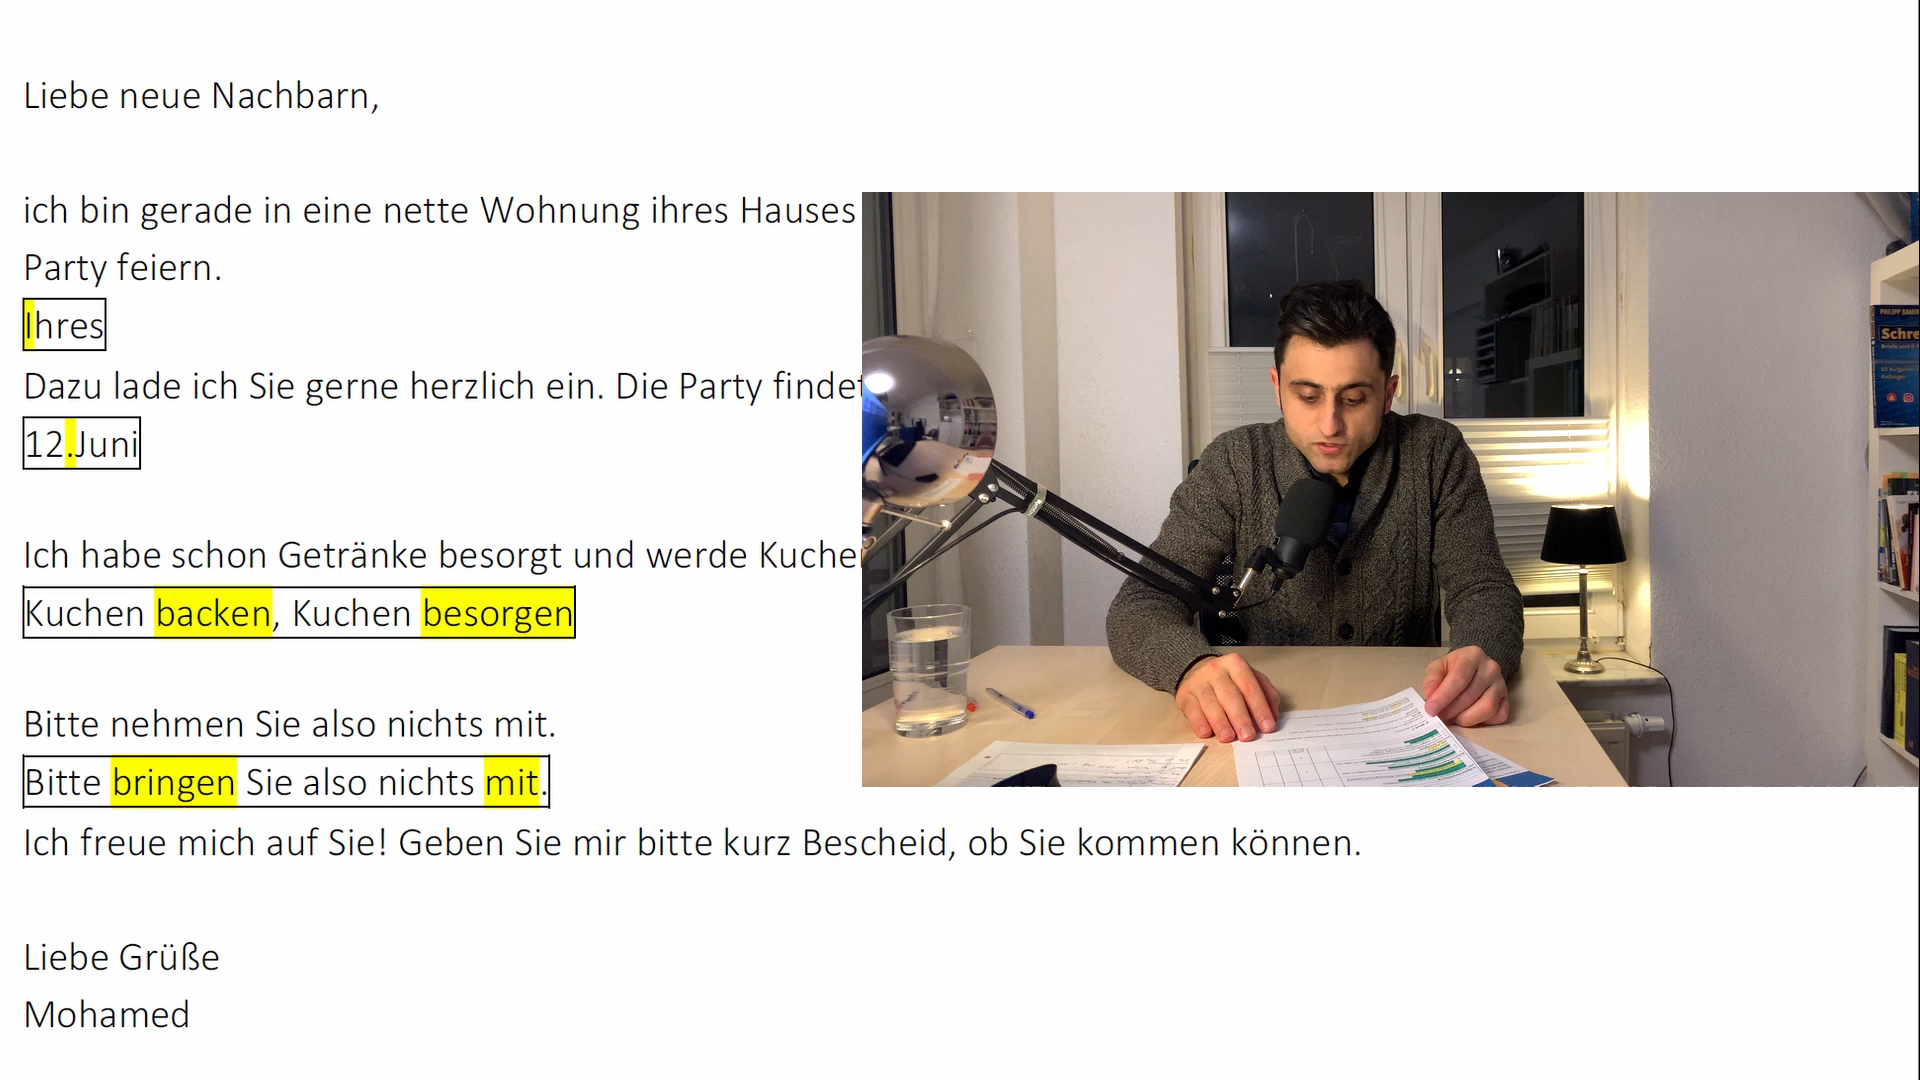 Liebe neue Nachbarn,
ich bin gerade in eine nette Wohnung ihres Hauses
Party feiern.
Ihres
Dazu lade ich Sie gerne herzlich ein. Die Party findet
12.Juni
Ich habe schon Getränke besorgt und werde Kuchen
Kuchen backen, Kuchen besorgen
Bitte nehmen Sie also nichts mit.
Bitte bringen Sie also nichts mit.
Ich freue mich auf Sie! Geben Sie mir bitte kurz Bescheid, ob Sie kommen können.
Liebe Grüße
Mohamed
PHILIPP
Schre